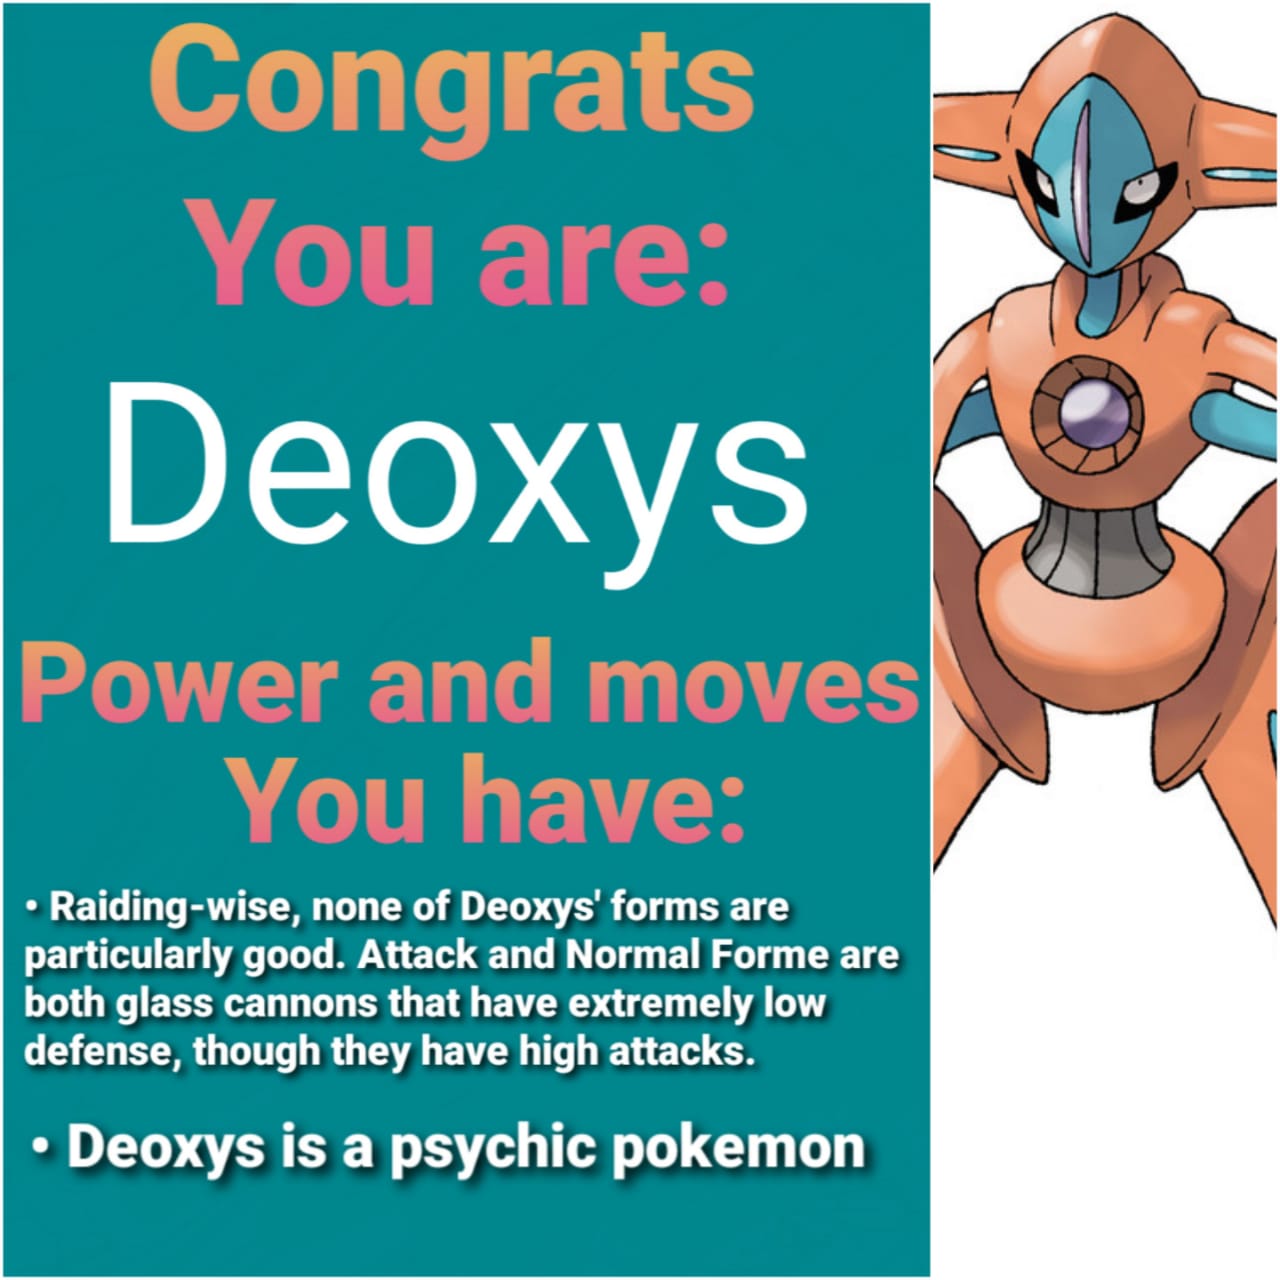 Congrats
You are:
Deoxys
Power and moves
You have:
• Raiding-wise, none of Deoxys' forms are
particularly good. Attack and Normal Forme are
both glass cannons that have extremely low
defense, though they have high attacks.
• Deoxys is a psychic pokemon